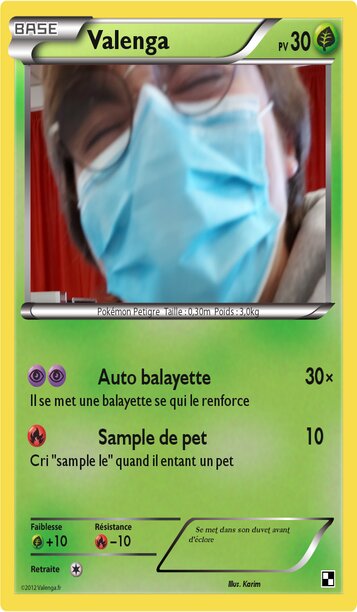 BASE
Valenga
PV 30
Pokémon Petigre Taille : 0,30m Poids : 3,0kg
Auto balayette 30×
Il se met une balayette se qui le renforce
Sample de pet 10
Cri "sample le" quand il entant un pet
Faiblesse Résistance
+10 −10
Se met dans son duvet avant
d'éclore
Retraite
©2012 Valenga.fr
Illus. Karim